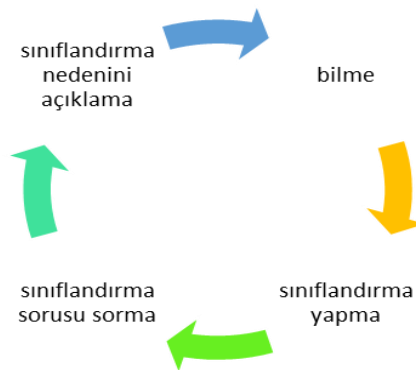 sınıflandırma
nedenini
açıklama
bilme
sınıflandırma
yapma
sınıflandırma
sorusu sorma